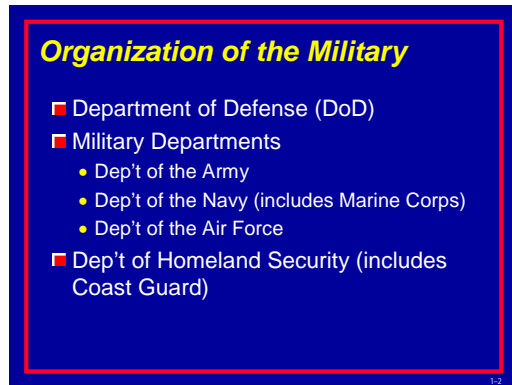 Organization of the Military
Department of Defense (DoD)
Military Departments
Dep’t of the Army
Dep’t of the Navy (includes Marine Corps)
Dep’t of the Air Force
Dep’t of Homeland Security (includes
Coast Guard)
1-2